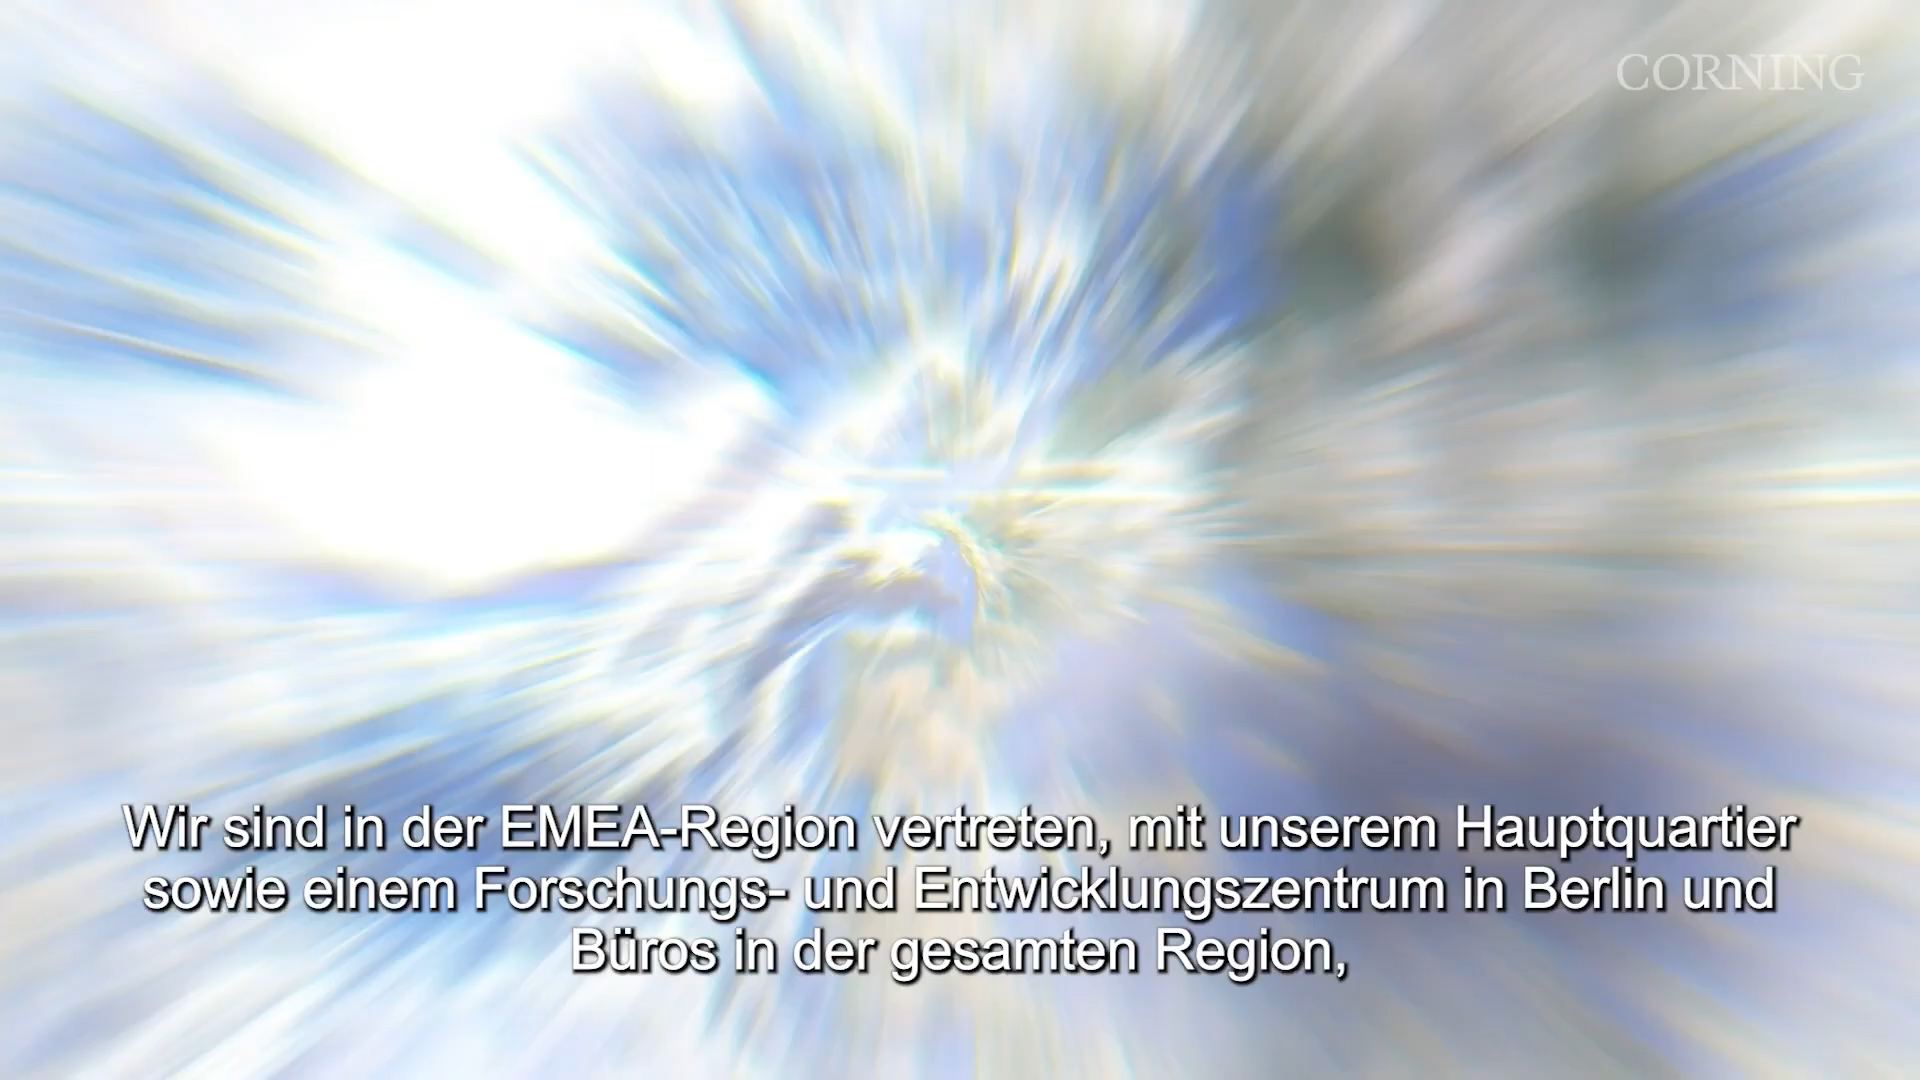 CORNING
Wir sind in der EMEA-Region vertreten, mit unserem Hauptquartier
sowie einem Forschungs- und Entwicklungszentrum in Berlin und
Büros in der gesamten Region,